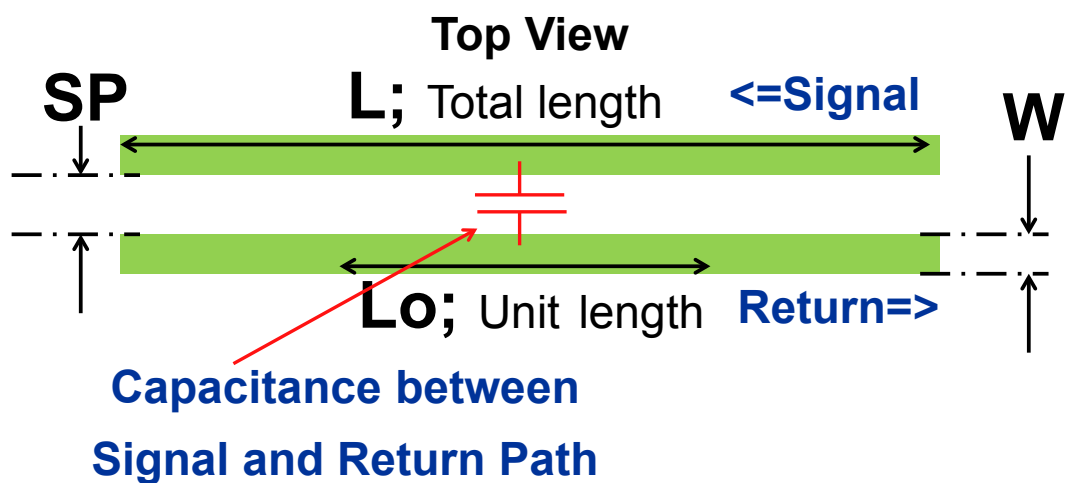 Top View
SP
L; Total length
<=Signal
W
Lo; Unit length
Return=>
Capacitance between
Signal and Return Path